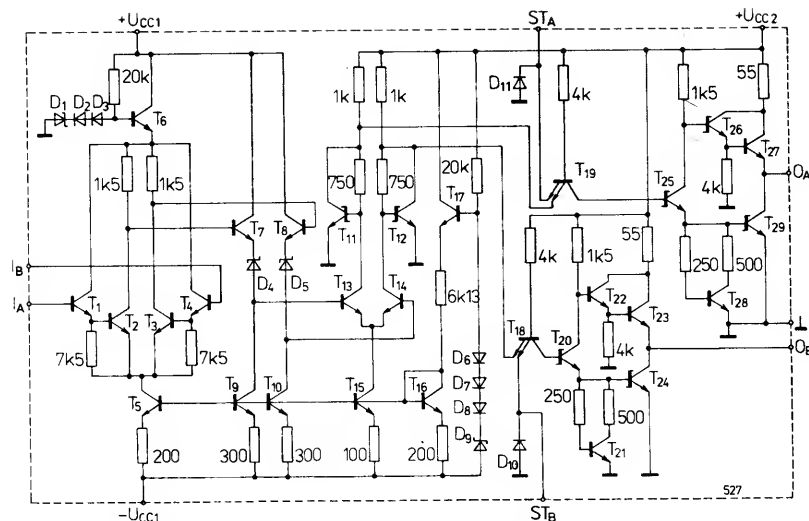 +UCC1
STA
+UCC2
20k
D1 D2 D3
T6
1k5
1k5
1k
1k
D11
4k
1k5
55
T26
T27
OA
750
750
20k
T17
T19
T25
4k
T7
T8
T11
T12
D4
D5
4k
1k5
55
T29
IB
IA
T1
T2
T3
T4
T13
T14
6k13
250
500
T28
T18
T22
T23
⊥
7k5
7k5
T20
4k
OB
D6
D7
D8
D9
T24
T5
T9
T10
T15
T16
250
500
T21
200
300
300
100
200
D10
527
-UCC1
STB